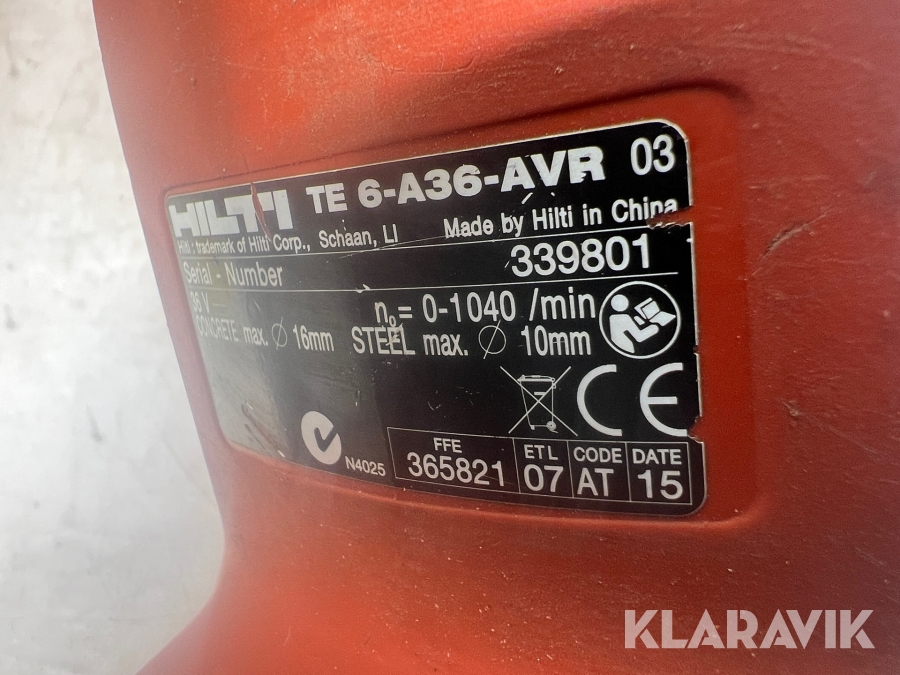 HILTI TE 6-A36-AVR 03
Hilti: trademark of Hilti Corp., Schaan, LI Made by Hilti in China
Serial - Number 339801
36 V n₀= 0-1040 /min
CONCRETE max. Ø 16mm STEEL max. Ø 10mm
CE
N4025
FFE ETL CODE DATE
365821 07 AT 15
KLARAVIK